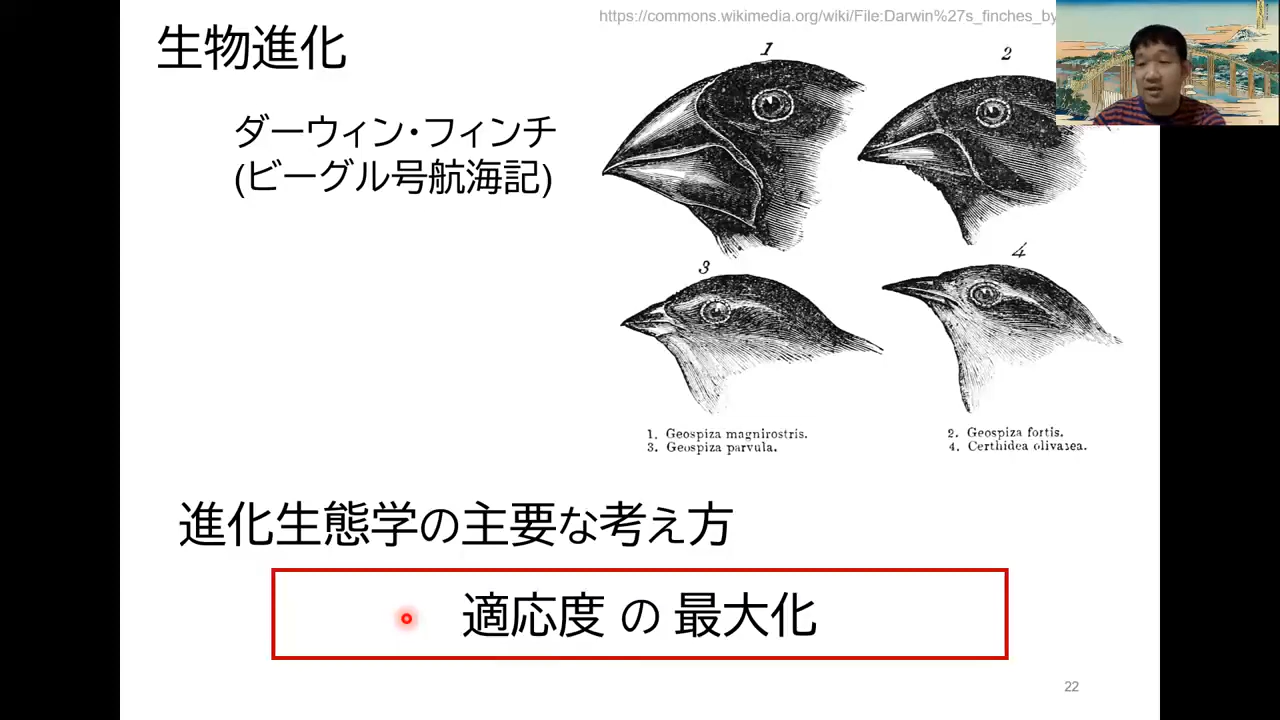 https://commons.wikimedia.org/wiki/File:Darwin%27s_finches_by
生物進化
ダーウィン・フィンチ
(ビーグル号航海記)
1
2
3
4
1. Geospiza magnirostris.
2. Geospiza fortis.
3. Geospiza parvula.
4. Certhidea olivasea.
進化生態学の主要な考え方
適応度 の 最大化
22